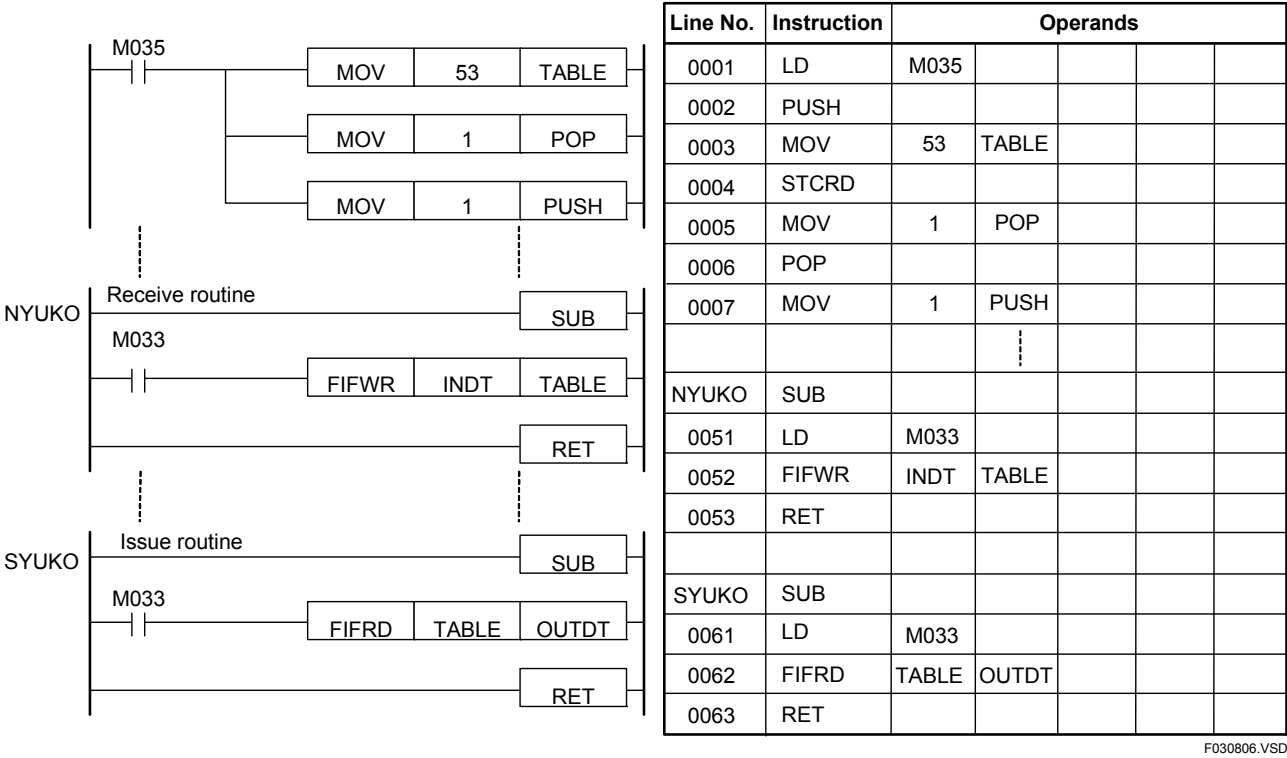 M035
MOV 53 TABLE
MOV 1 POP
MOV 1 PUSH
NYUKO Receive routine
SUB
M033
FIFWR INDT TABLE
RET
SYUKO Issue routine
SUB
M033
FIFRD TABLE OUTDT
RET
Line No. Instruction Operands
0001 LD M035
0002 PUSH
0003 MOV 53 TABLE
0004 STCRD
0005 MOV 1 POP
0006 POP
0007 MOV 1 PUSH
NYUKO SUB
0051 LD M033
0052 FIFWR INDT TABLE
0053 RET
SYUKO SUB
0061 LD M033
0062 FIFRD TABLE OUTDT
0063 RET
F030806.VSD